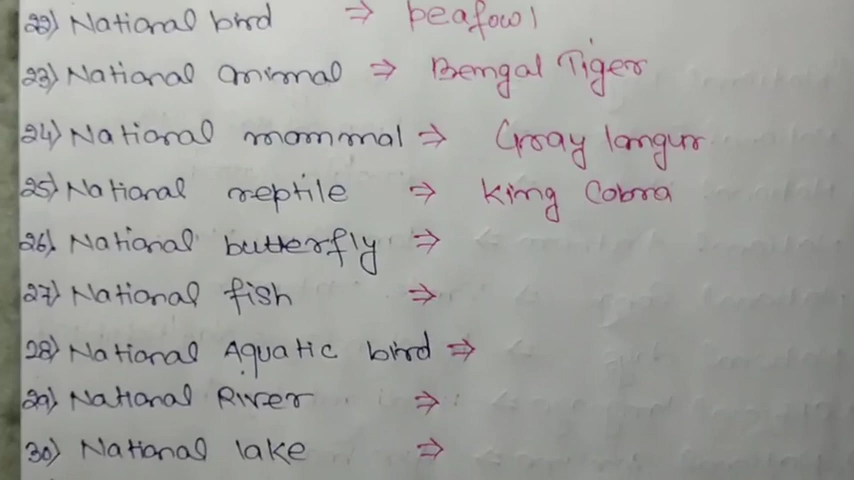 22) National bird ⇒ peafowl
23) National animal ⇒ Bengal Tiger
24) National mammal ⇒ Gray langur
25) National reptile ⇒ King Cobra
26) National butterfly ⇒
27) National fish ⇒
28) National Aquatic bird ⇒
29) National River ⇒
30) National lake ⇒